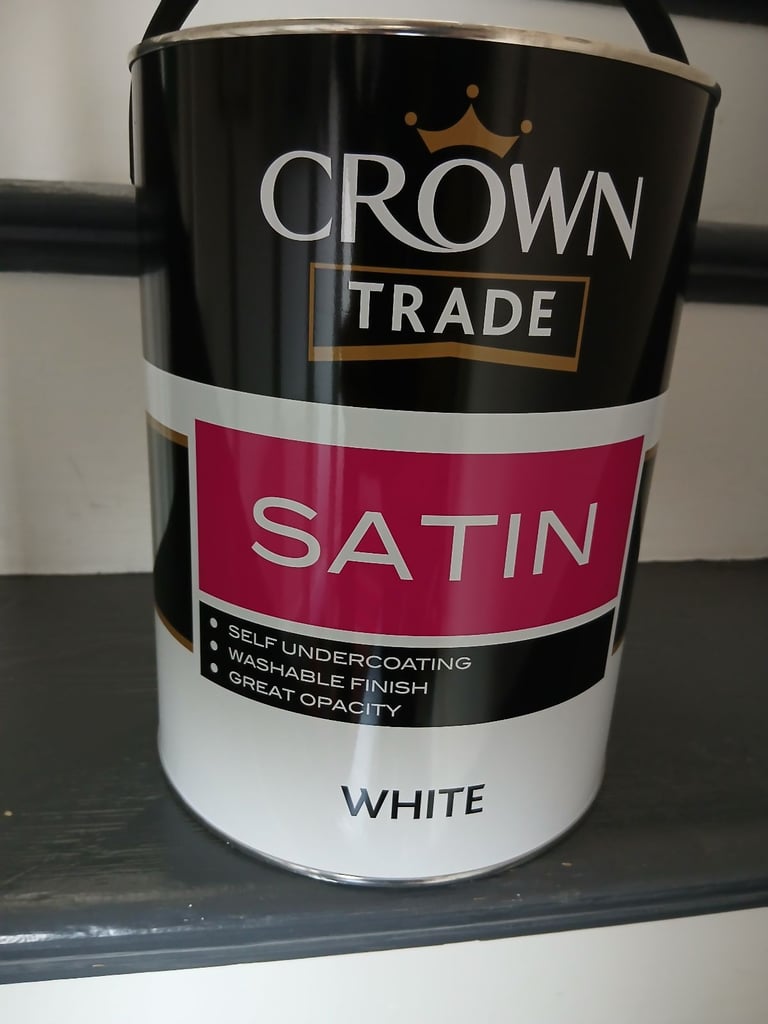 CROWN
TRADE
SATIN
• SELF UNDERCOATING
• WASHABLE FINISH
• GREAT OPACITY
WHITE